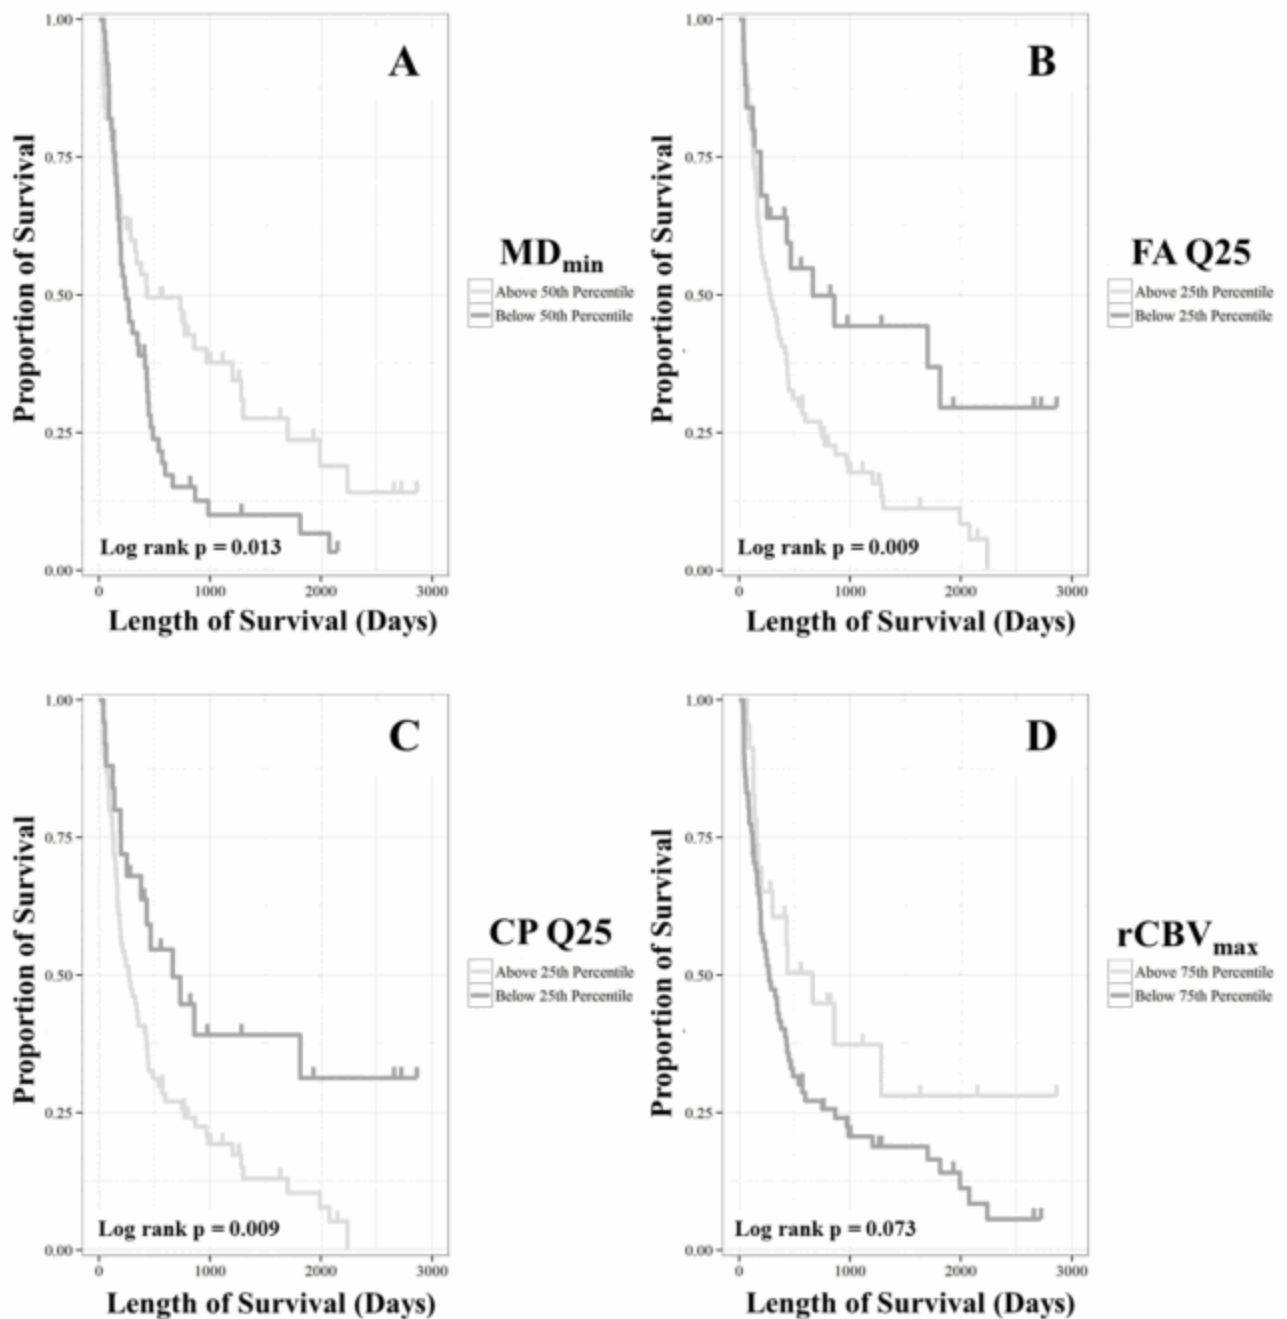 A
1.00
0.75
0.50
0.25
0.00
Proportion of Survival
Log rank p = 0.013
0 1000 2000 3000
Length of Survival (Days)
MDmin
Above 50th Percentile
Below 50th Percentile
B
1.00
0.75
0.50
0.25
0.00
Proportion of Survival
Log rank p = 0.009
0 1000 2000 3000
Length of Survival (Days)
FA Q25
Above 25th Percentile
Below 25th Percentile
C
1.00
0.75
0.50
0.25
0.00
Proportion of Survival
Log rank p = 0.009
0 1000 2000 3000
Length of Survival (Days)
CP Q25
Above 25th Percentile
Below 25th Percentile
D
1.00
0.75
0.50
0.25
0.00
Proportion of Survival
Log rank p = 0.073
0 1000 2000 3000
Length of Survival (Days)
rCBVmax
Above 75th Percentile
Below 75th Percentile